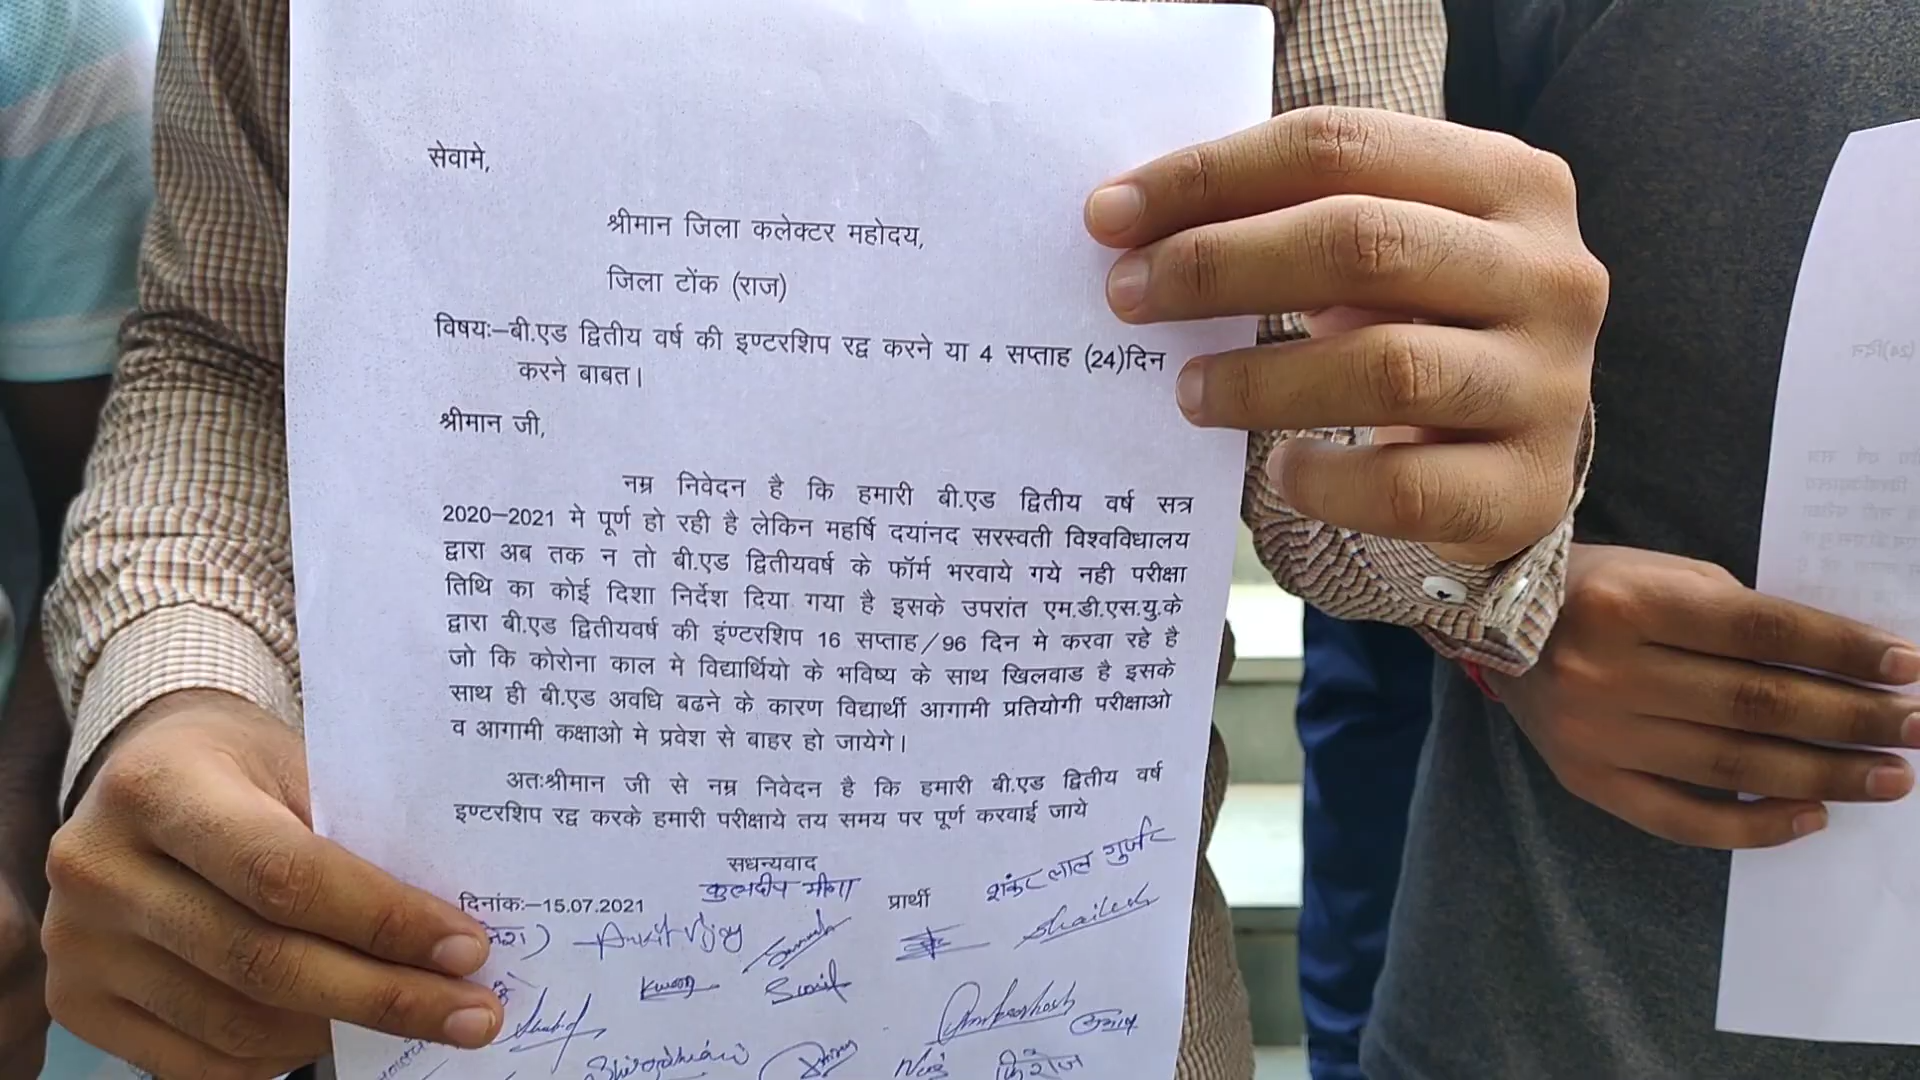 सेवामे,
श्रीमान जिला कलेक्टर महोदय,
जिला टोंक (राज)
विषयः–बी.एड द्वितीय वर्ष की इण्टरशिप रद्व करने या 4 सप्ताह (24)दिन
करने बाबत।
श्रीमान जी,
नम्र निवेदन है कि हमारी बी.एड द्वितीय वर्ष सत्र
2020–2021 मे पूर्ण हो रही है लेकिन महर्षि दयांनद सरस्वती विश्वविधालय
द्वारा अब तक न तो बी.एड द्वितीयवर्ष के फॉर्म भरवाये गये नही परीक्षा
तिथि का कोई दिशा निर्देश दिया गया है इसके उपरांत एम.डी.एस.यु.के
द्वारा बी.एड द्वितीयवर्ष की इंण्टरशिप 16 सप्ताह/96 दिन मे करवा रहे है
जो कि कोरोना काल मे विद्यार्थियो के भविष्य के साथ खिलवाड है इसके
साथ ही बी.एड अवधि बढने के कारण विद्यार्थी आगामी प्रतियोगी परीक्षाओ
व आगामी कक्षाओ मे प्रवेश से बाहर हो जायेगे।
अतःश्रीमान जी से नम्र निवेदन है कि हमारी बी.एड द्वितीय वर्ष
इण्टरशिप रद्व करके हमारी परीक्षाये तय समय पर पूर्ण करवाई जाये
सधन्यवाद
कुलदीप मीणा
दिनांकः–15.07.2021 प्रार्थी शंकर लाल गुर्जर
Ankit Vijay Shailesh
फिरोज
(24)दिन